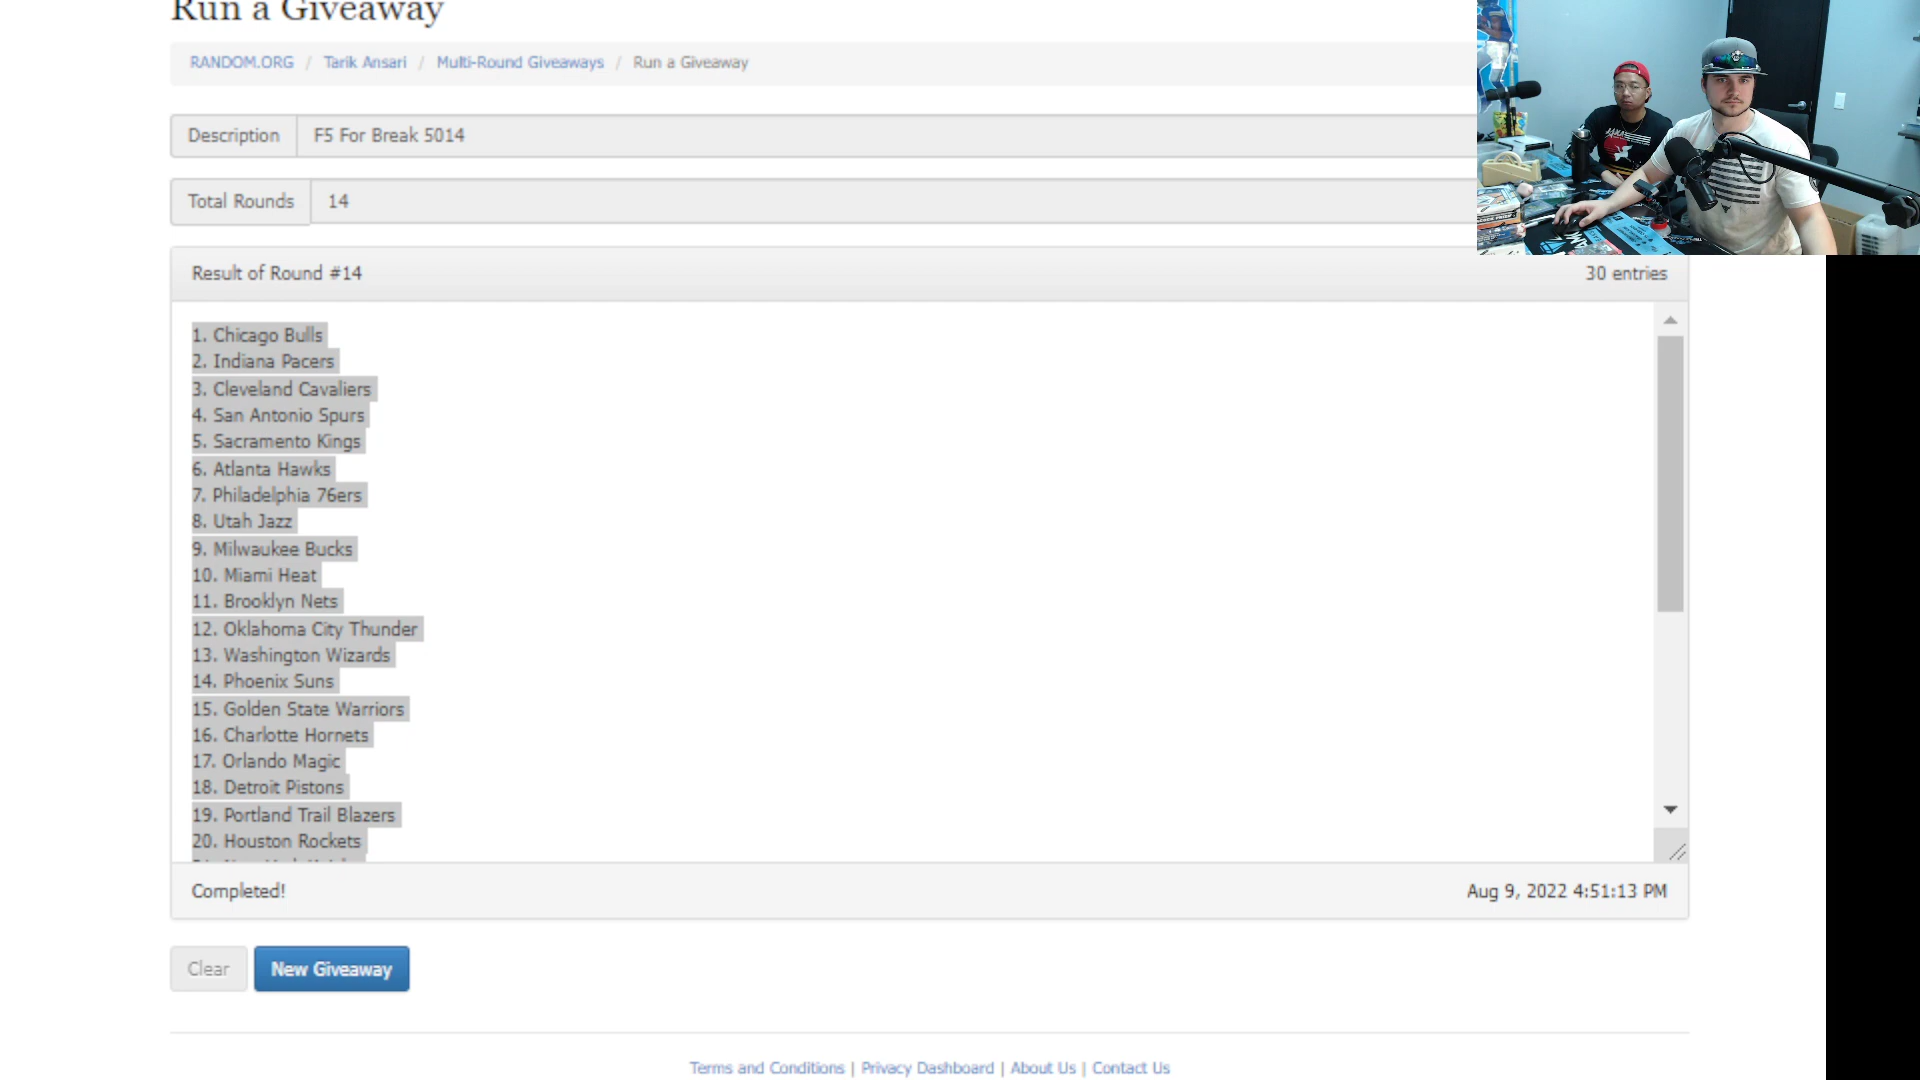 Run a Giveaway
RANDOM.ORG / Tarik Ansari / Multi-Round Giveaways / Run a Giveaway
Description F5 For Break 5014
Total Rounds 14
Result of Round #14 30 entries
1. Chicago Bulls
2. Indiana Pacers
3. Cleveland Cavaliers
4. San Antonio Spurs
5. Sacramento Kings
6. Atlanta Hawks
7. Philadelphia 76ers
8. Utah Jazz
9. Milwaukee Bucks
10. Miami Heat
11. Brooklyn Nets
12. Oklahoma City Thunder
13. Washington Wizards
14. Phoenix Suns
15. Golden State Warriors
16. Charlotte Hornets
17. Orlando Magic
18. Detroit Pistons
19. Portland Trail Blazers
20. Houston Rockets
Completed! Aug 9, 2022 4:51:13 PM
Clear New Giveaway
Terms and Conditions | Privacy Dashboard | About Us | Contact Us